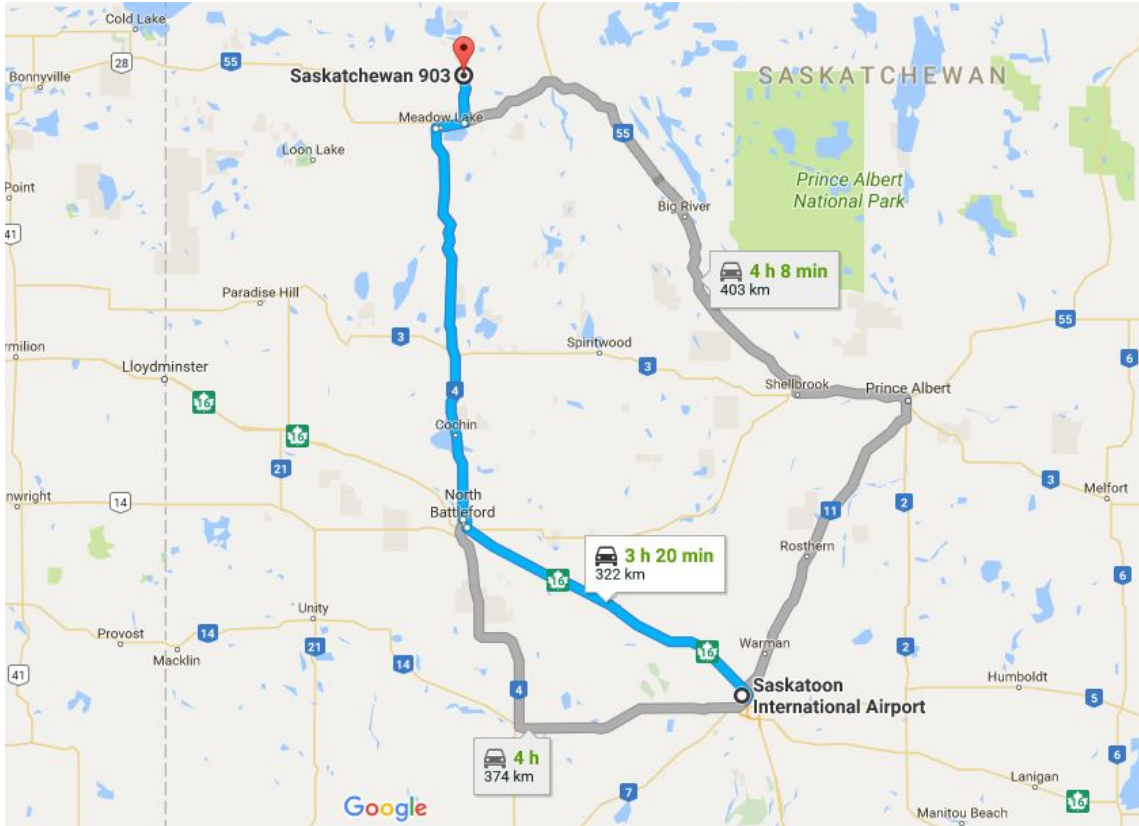 Cold Lake
28
55
Bonnyville
Saskatchewan 903
SASKATCHEWAN
Meadow Lake
Loon Lake
55
Prince Albert
National Park
Point
41
Big River
4 h 8 min
403 km
Paradise Hill
3
55
rmilion
Spiritwood
3
6
Lloydminster
Shellbrook
Prince Albert
16
4
16
Cochin
21
3
Melfort
nwright
14
North
Battleford
11
2
Rosthern
3 h 20 min
322 km
16
6
Unity
Provost
14
Macklin
21
14
Warman
16
2
41
4
Saskatoon
International Airport
Humboldt
5
4 h
374 km
6
Lanigan
7
16
Google
Manitou Beach